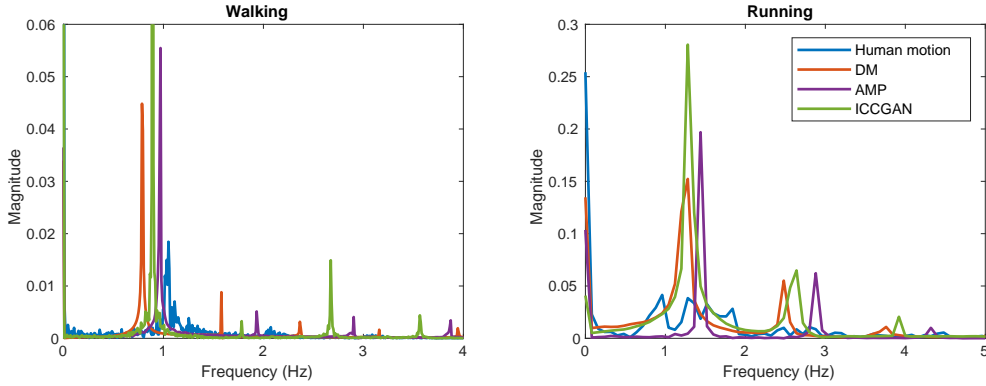 Walking
0.06
0.05
0.04
0.03
0.02
0.01
0
Magnitude
0 1 2 3 4
Frequency (Hz)
Running
0.3
0.25
0.2
0.15
0.1
0.05
0
Magnitude
0 1 2 3 4 5
Frequency (Hz)
Human motion
DM
AMP
ICCGAN